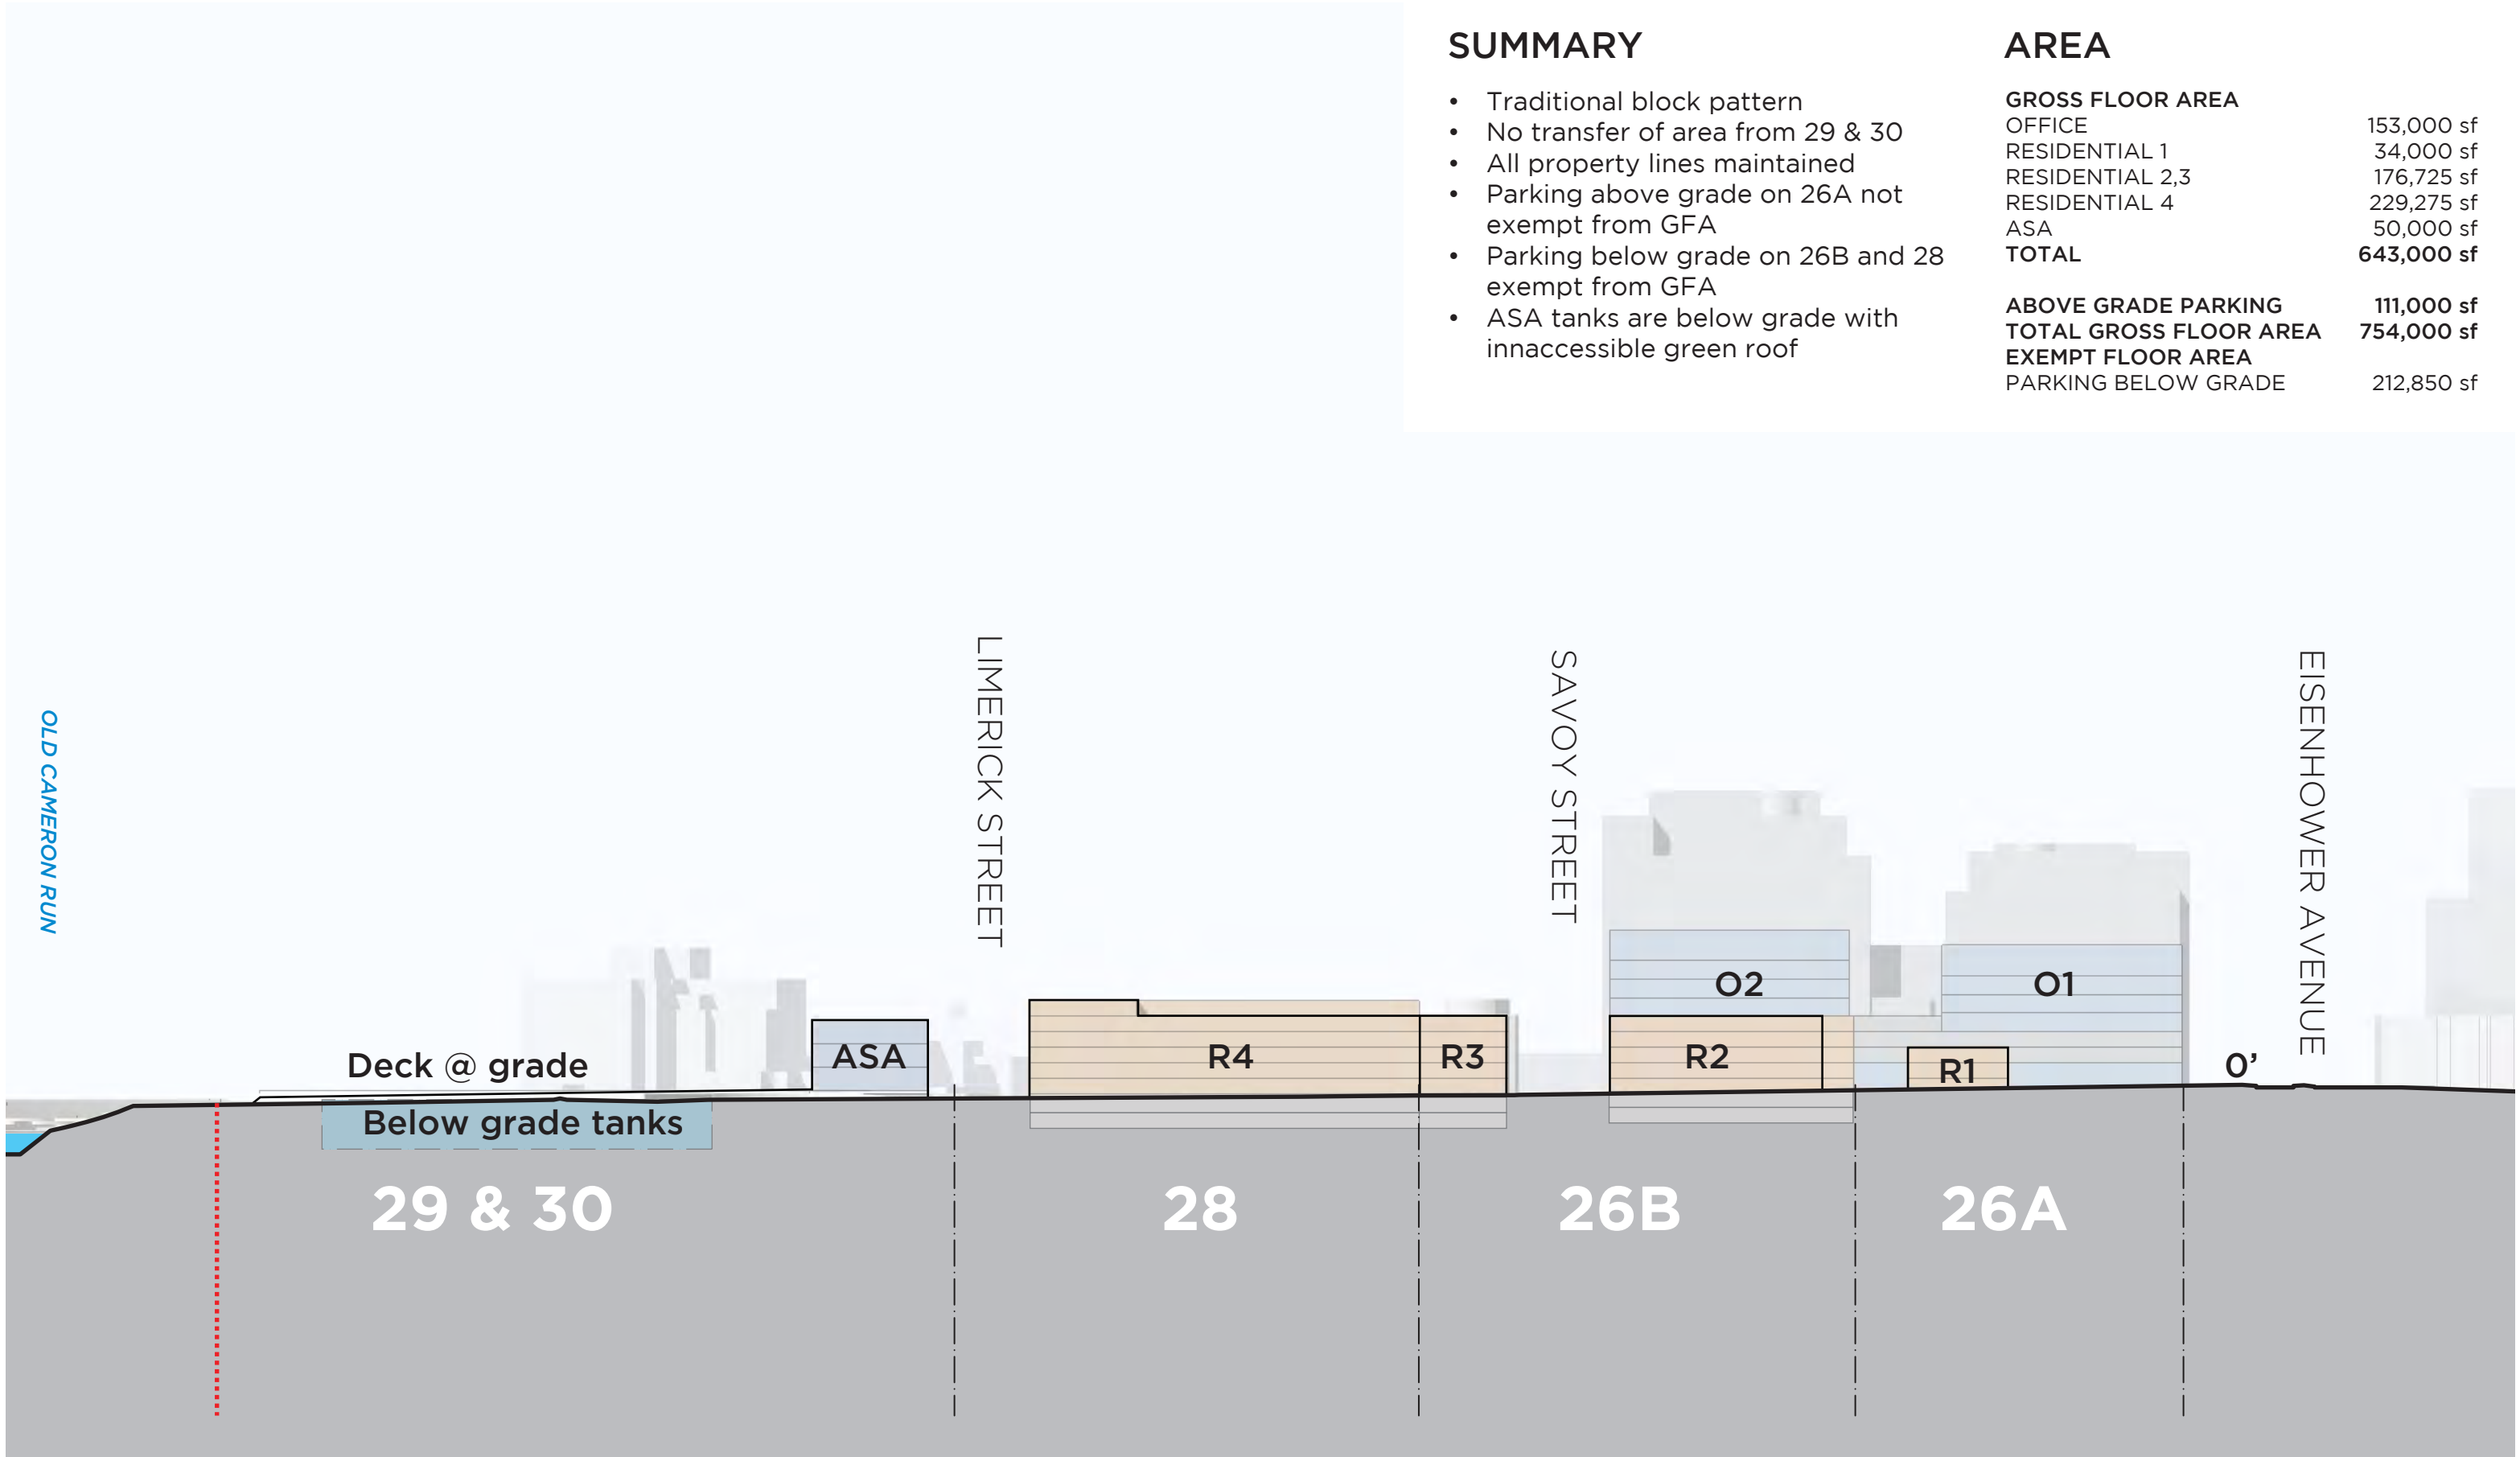 SUMMARY
• Traditional block pattern
• No transfer of area from 29 & 30
• All property lines maintained
• Parking above grade on 26A not
exempt from GFA
• Parking below grade on 26B and 28
exempt from GFA
• ASA tanks are below grade with
innaccessible green roof
AREA
GROSS FLOOR AREA
OFFICE 153,000 sf
RESIDENTIAL 1 34,000 sf
RESIDENTIAL 2,3 176,725 sf
RESIDENTIAL 4 229,275 sf
ASA 50,000 sf
TOTAL 643,000 sf
ABOVE GRADE PARKING 111,000 sf
TOTAL GROSS FLOOR AREA 754,000 sf
EXEMPT FLOOR AREA
PARKING BELOW GRADE 212,850 sf
OLD CAMERON RUN
LIMERICK STREET
SAVOY STREET
EISENHOWER AVENUE
O2
O1
Deck @ grade
ASA
R4
R3
R2
R1
0'
Below grade tanks
29 & 30
28
26B
26A